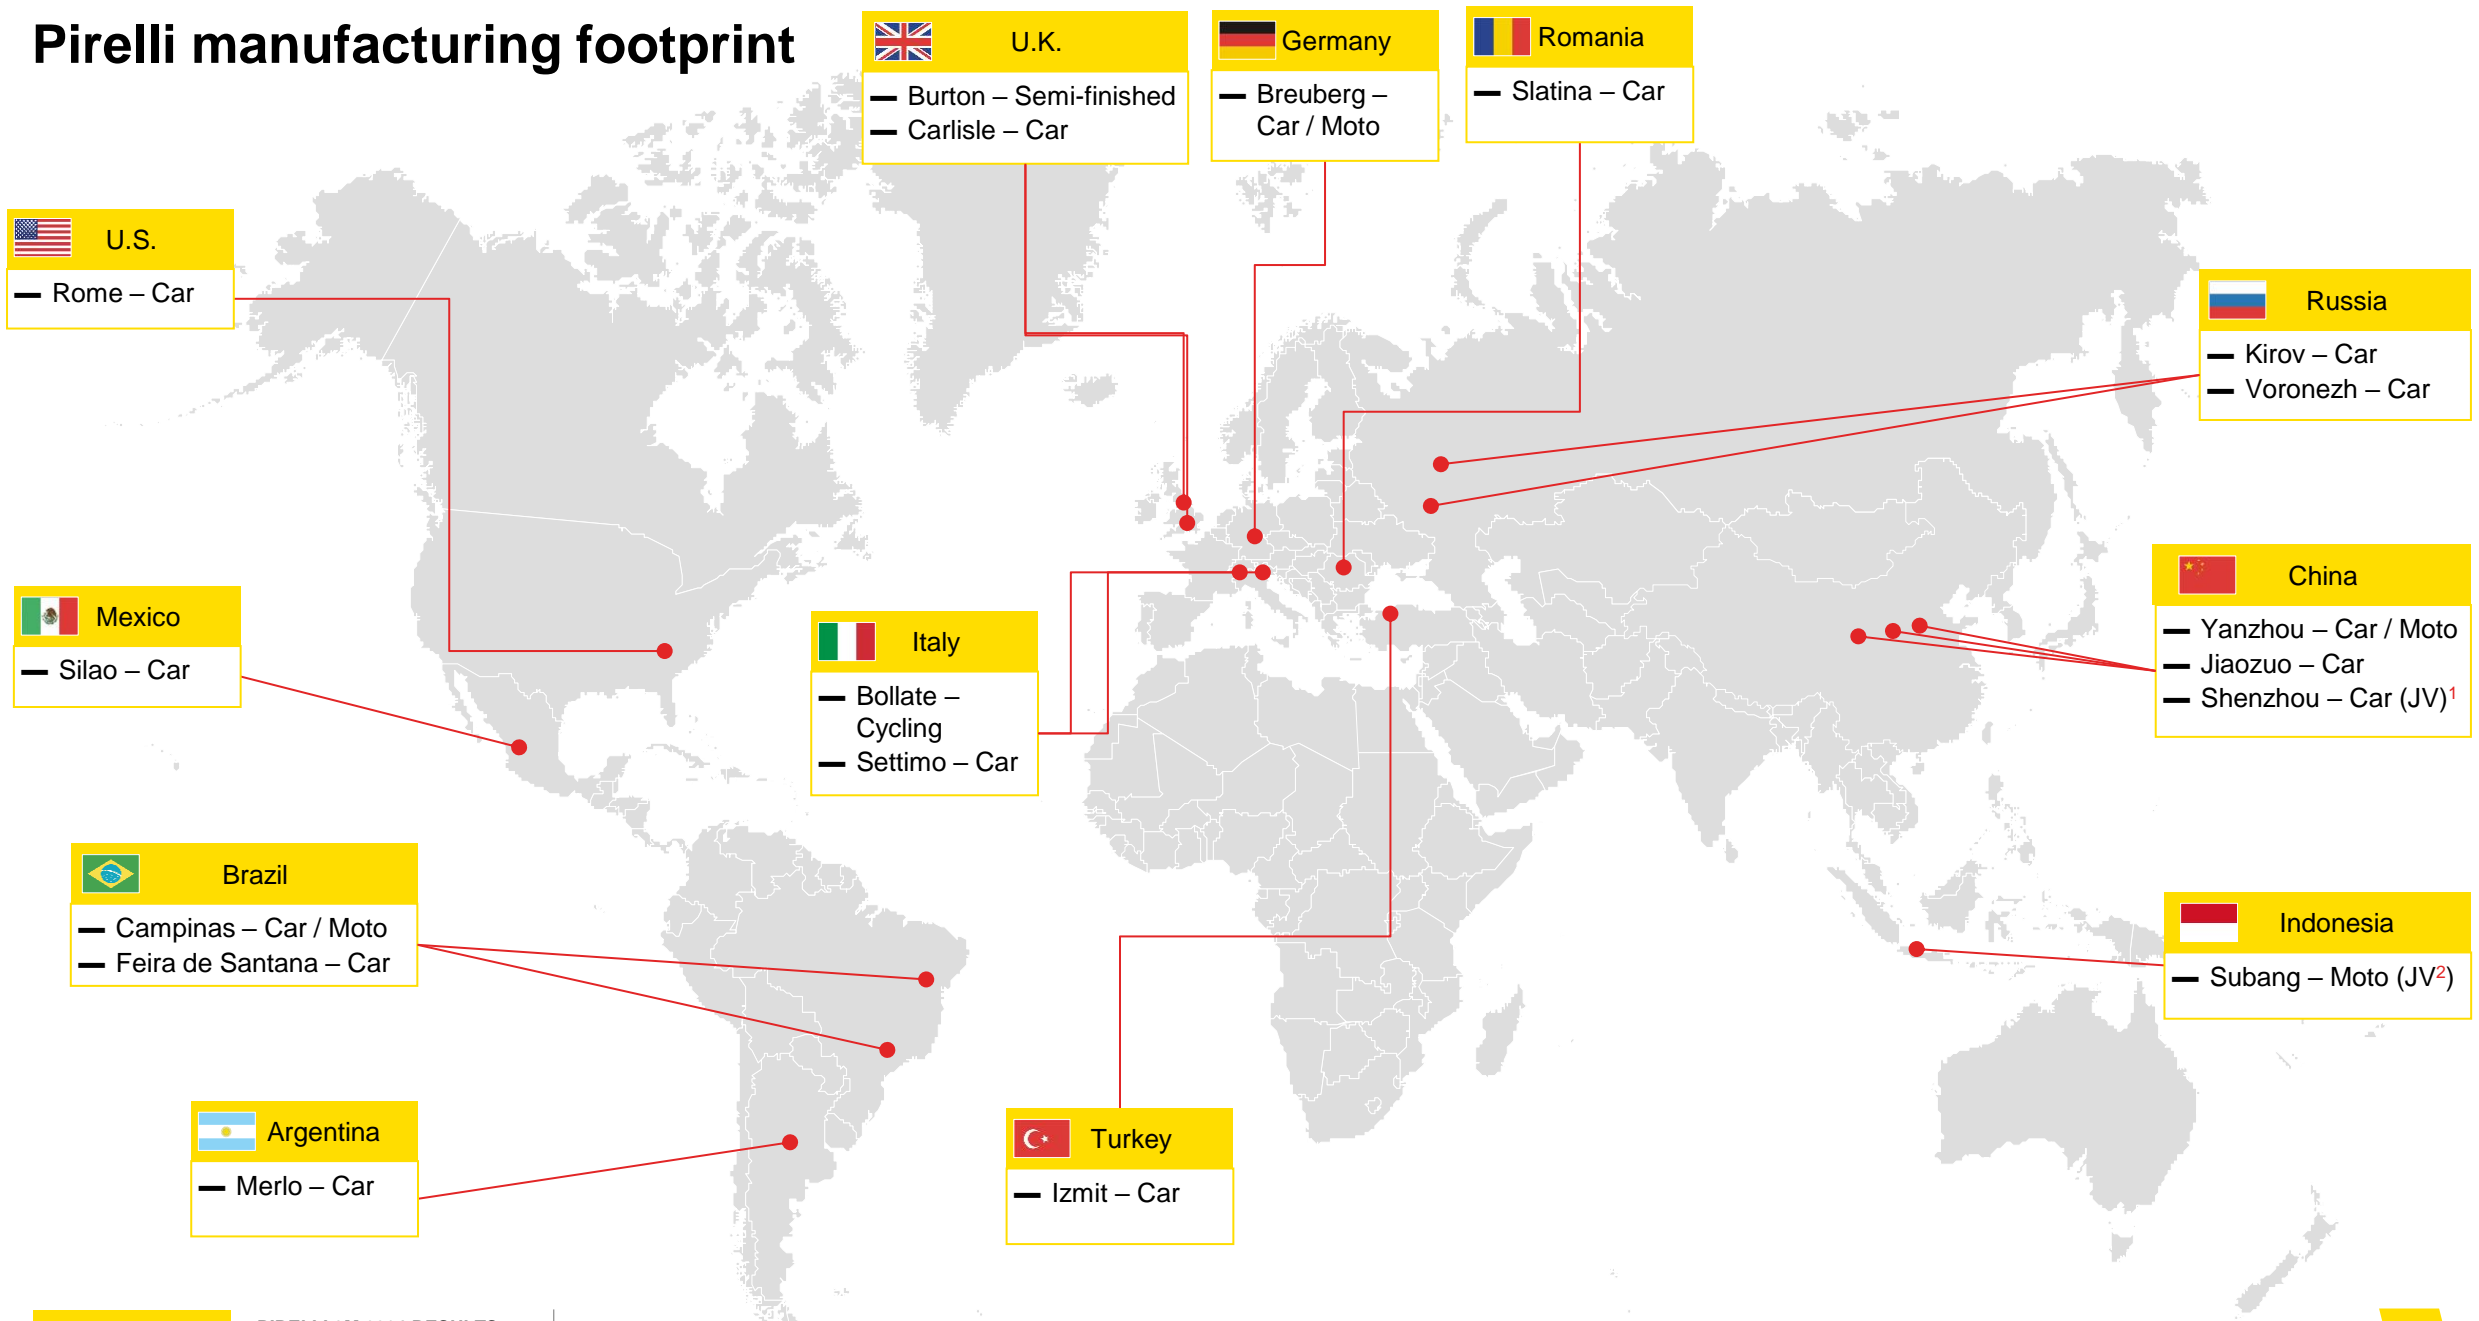 Pirelli manufacturing footprint
U.K.
— Burton – Semi-finished
— Carlisle – Car
Germany
— Breuberg –
Car / Moto
Romania
— Slatina – Car
U.S.
— Rome – Car
Russia
— Kirov – Car
— Voronezh – Car
Mexico
— Silao – Car
Italy
— Bollate –
Cycling
— Settimo – Car
China
— Yanzhou – Car / Moto
— Jiaozuo – Car
— Shenzhou – Car (JV)¹
Brazil
— Campinas – Car / Moto
— Feira de Santana – Car
Indonesia
— Subang – Moto (JV²)
Argentina
— Merlo – Car
Turkey
— Izmit – Car